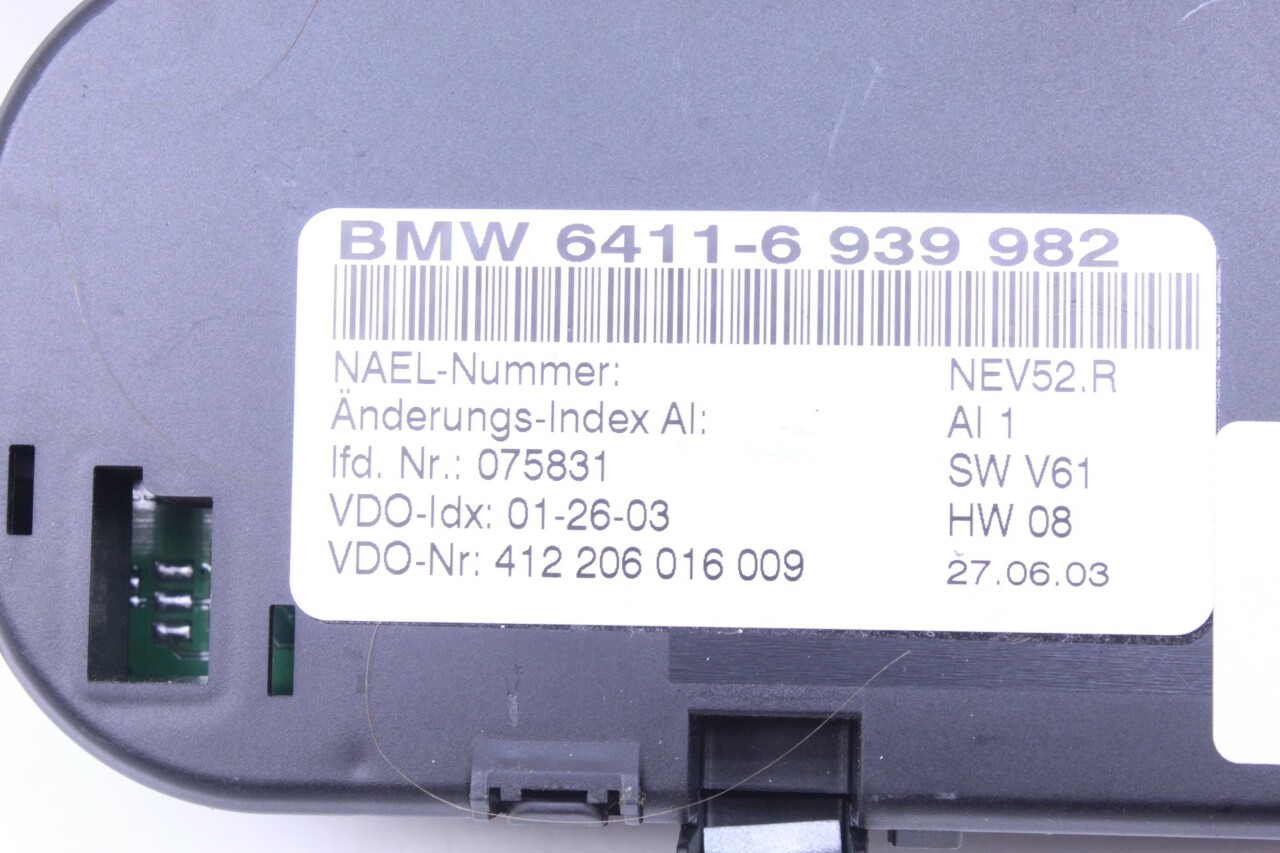 BMW 6411-6 939 982
NAEL-Nummer: NEV52.R
Änderungs-Index AI: AI 1
lfd. Nr.: 075831 SW V61
VDO-Idx: 01-26-03 HW 08
VDO-Nr: 412 206 016 009 27.06.03